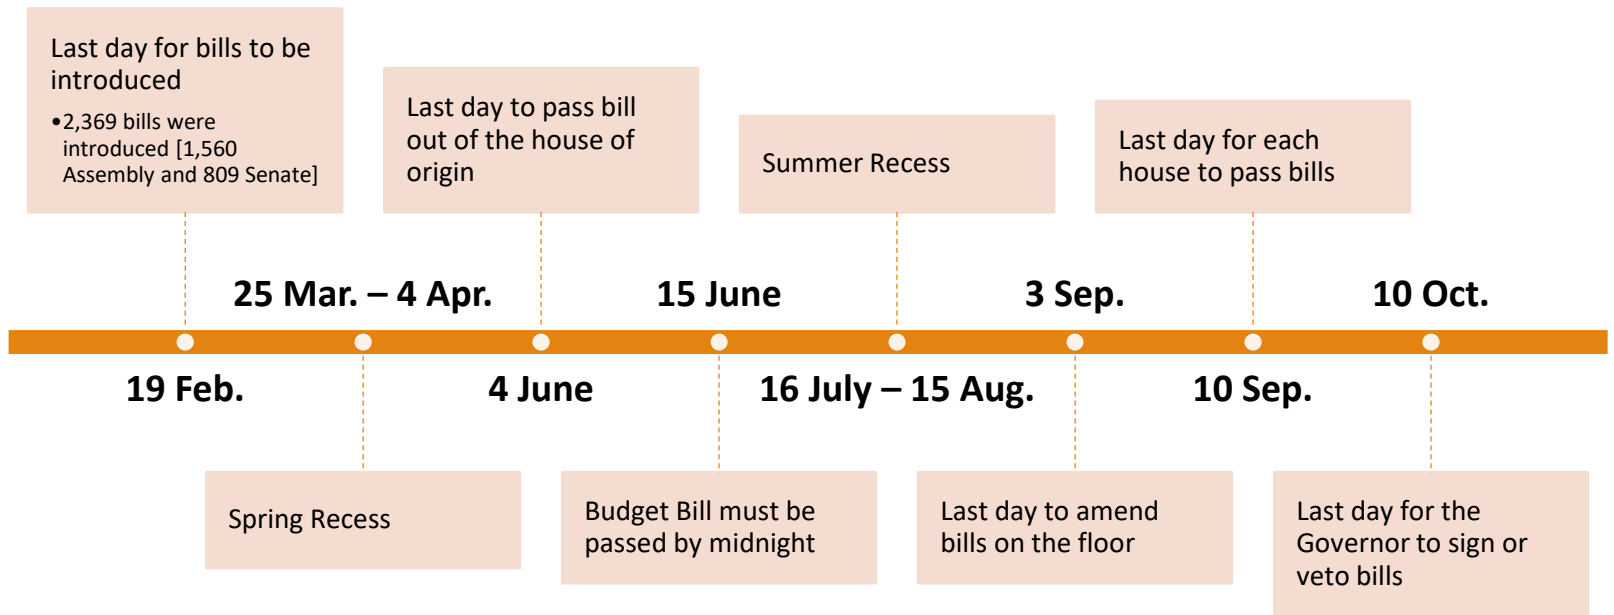 Last day for bills to be
introduced
•2,369 bills were
introduced [1,560
Assembly and 809 Senate]
Last day to pass bill
out of the house of
origin
Summer Recess
Last day for each
house to pass bills
25 Mar. – 4 Apr.
15 June
3 Sep.
10 Oct.
19 Feb.
4 June
16 July – 15 Aug.
10 Sep.
Spring Recess
Budget Bill must be
passed by midnight
Last day to amend
bills on the floor
Last day for the
Governor to sign or
veto bills